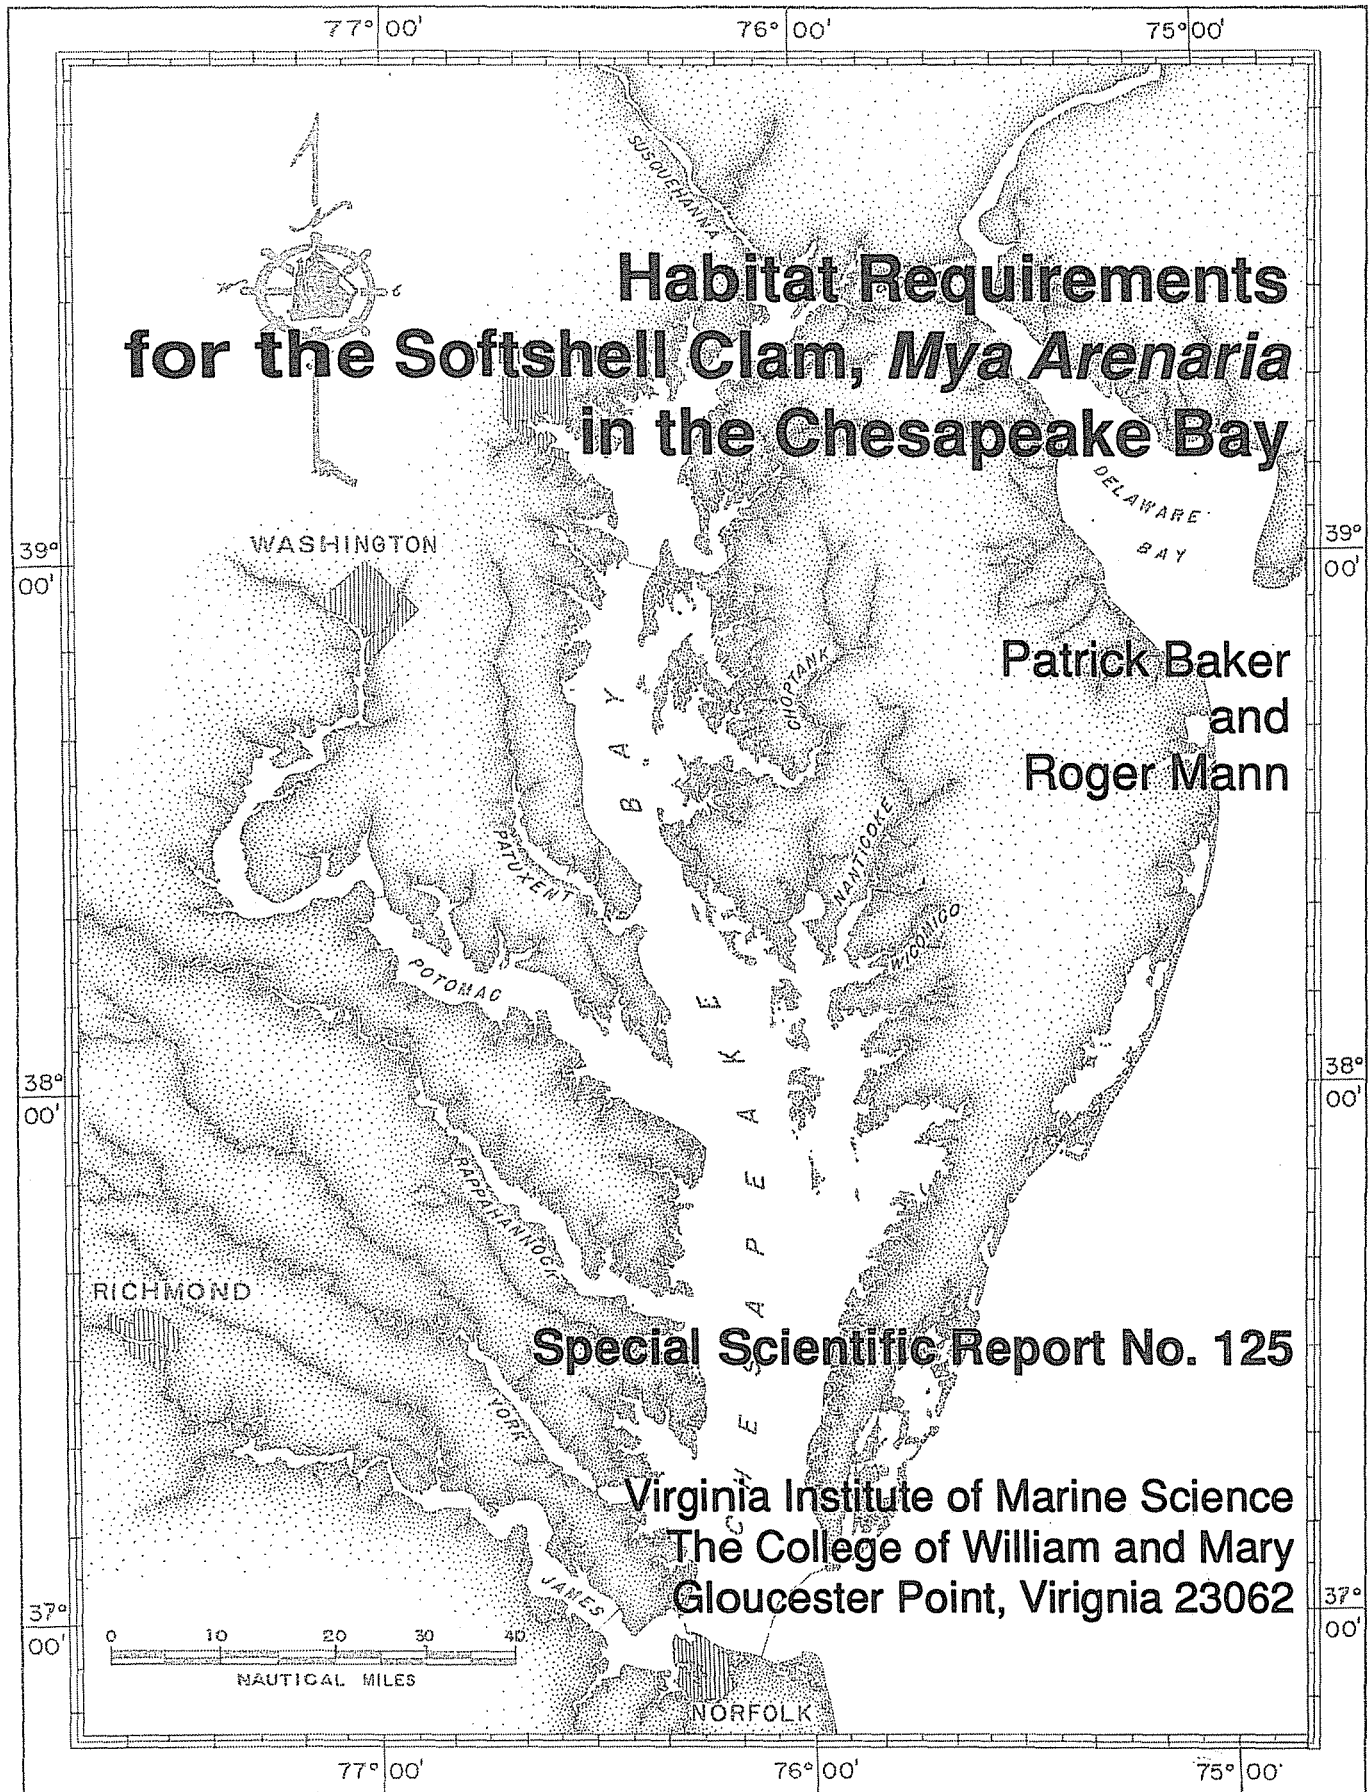 77°00' 76°00' 75°00'
SUSQUEHANNA
Habitat Requirements
for the Softshell Clam, Mya Arenaria
in the Chesapeake Bay
DELAWARE
BAY
WASHINGTON
39° 39°
00' 00'
Patrick Baker
and
Roger Mann
CHOPTANK
NANTICOKE
PATUXENT
WICOMICO
POTOMAC
CHESAPEAKE BAY
38° 38°
00' 00'
RAPPAHANNOCK
RICHMOND
Special Scientific Report No. 125
YORK
Virginia Institute of Marine Science
The College of William and Mary
Gloucester Point, Virignia 23062
JAMES
37° 37°
00' 00'
0 10 20 30 40
NAUTICAL MILES
NORFOLK
77°00' 76°00' 75°00'